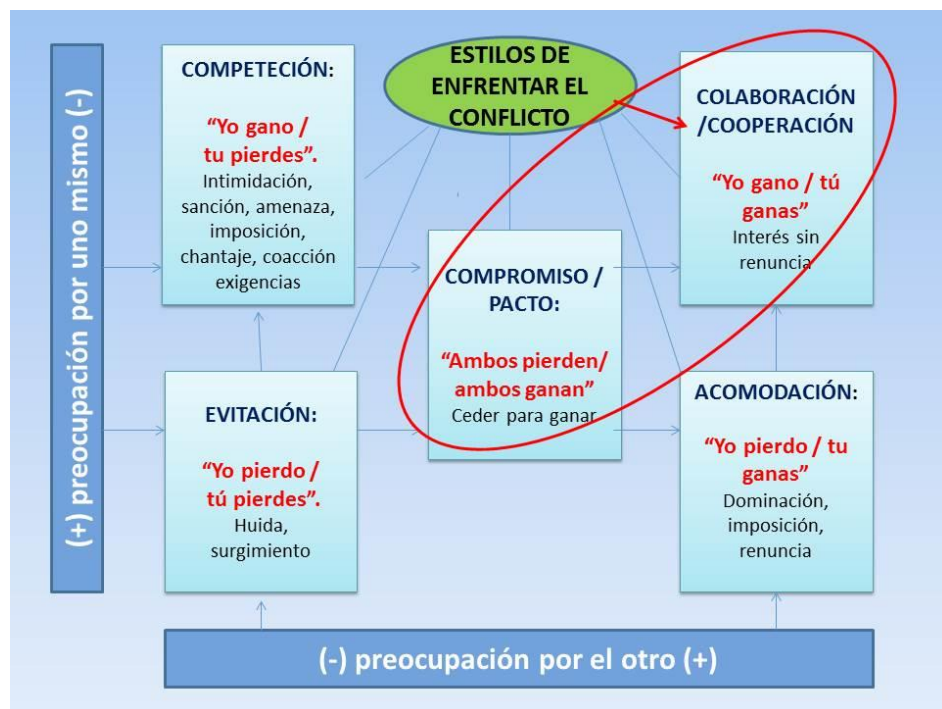 ESTILOS DE
ENFRENTAR EL
CONFLICTO
COMPETECIÓN:
“Yo gano /
tu pierdes”.
Intimidación,
sanción, amenaza,
imposición,
chantaje, coacción
exigencias
COLABORACIÓN
/COOPERACIÓN
“Yo gano / tú
ganas”
Interés sin
renuncia
COMPROMISO /
PACTO:
“Ambos pierden/
ambos ganan”
Ceder para ganar
EVITACIÓN:
“Yo pierdo /
tú pierdes”.
Huida,
surgimiento
ACOMODACIÓN:
“Yo pierdo / tu
ganas”
Dominación,
imposición,
renuncia
(+) preocupación por uno mismo (-)
(-) preocupación por el otro (+)